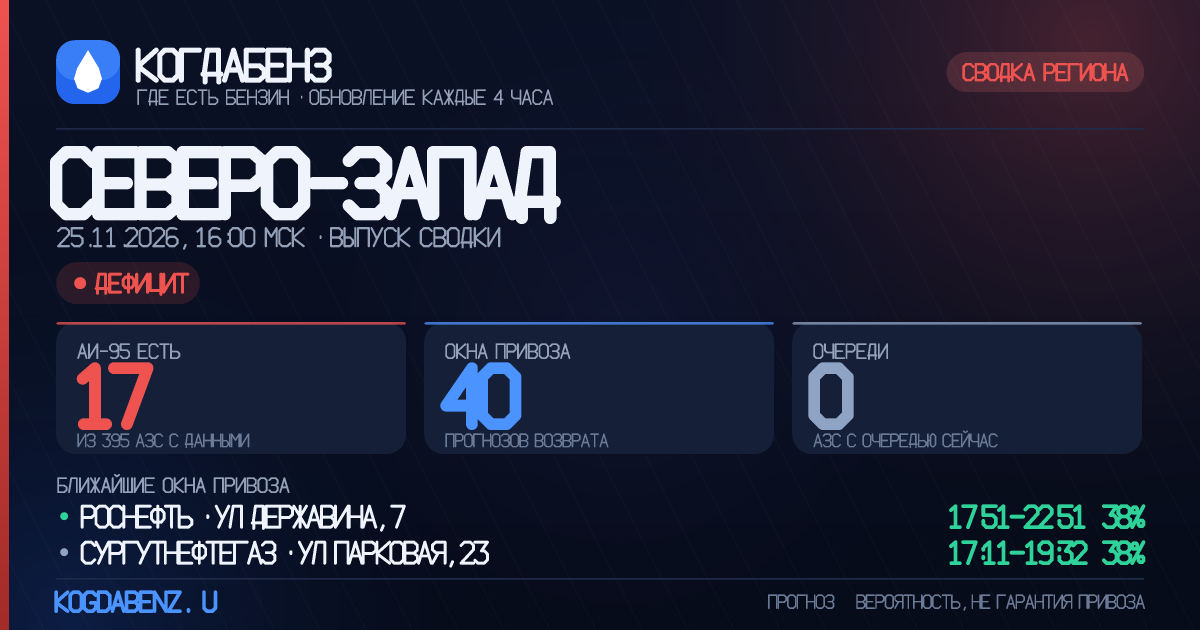 КОГДАБЕНЗ
ГДЕ ЕСТЬ БЕНЗИН · ОБНОВЛЕНИЕ КАЖДЫЕ 4 ЧАСА
СВОДКА РЕГИОНА
СЕВЕРО-ЗАПАД
25.11.2026, 16:00 МСК · ВЫПУСК СВОДКИ
• ДЕФИЦИТ
АИ-95 ЕСТЬ
17
ИЗ 395 АЗС С ДАННЫМИ
ОКНА ПРИВОЗА
40
ПРОГНОЗОВ ВОЗВРАТА
ОЧЕРЕДИ
0
АЗС С ОЧЕРЕДЬЮ СЕЙЧАС
БЛИЖАЙШИЕ ОКНА ПРИВОЗА
• РОСНЕФТЬ · УЛ ДЕРЖАВИНА, 7 17:51-22:51 38%
• СУРГУТНЕФТЕГАЗ · УЛ ПАРКОВАЯ, 23 17:11-19:32 38%
KOGDABENZ. U
ПРОГНОЗ ВЕРОЯТНОСТЬ, НЕ ГАРАНТИЯ ПРИВОЗА